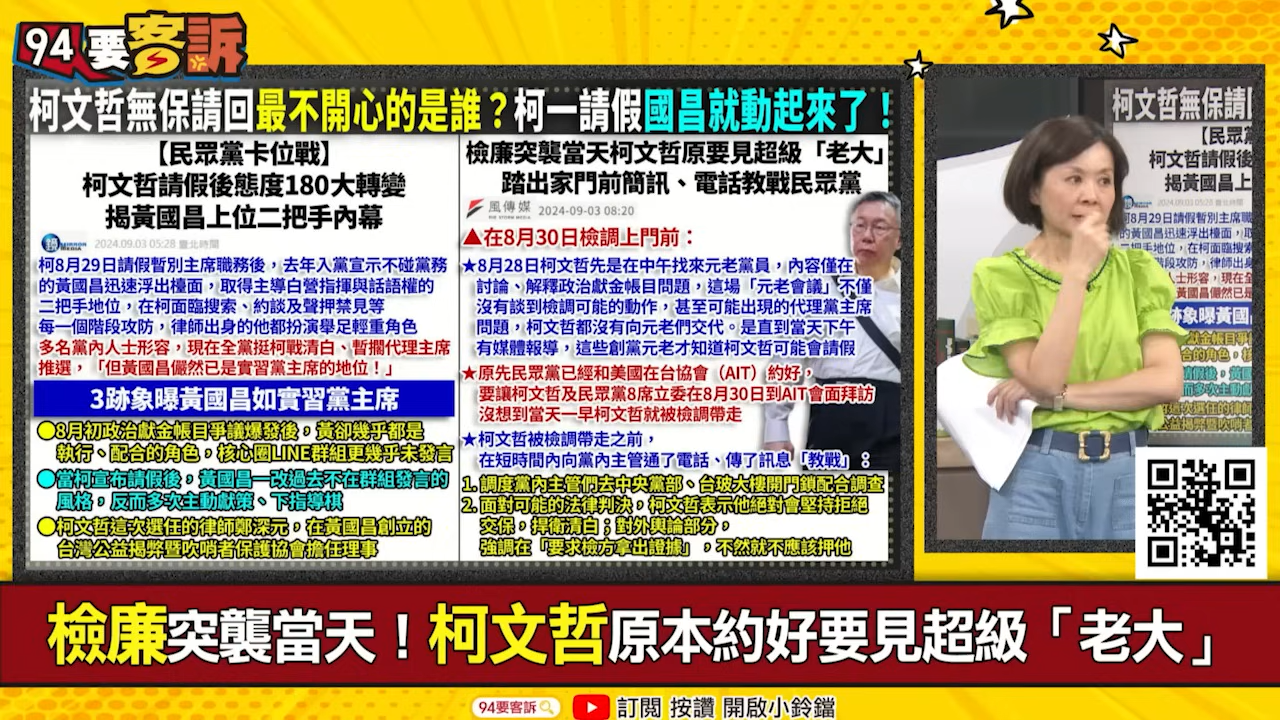 94要客訴
柯文哲無保請回最不開心的是誰？柯一請假國昌就動起來了！
【民眾黨卡位戰】
柯文哲請假後態度180大轉變
揭黃國昌上位二把手內幕
鏡 MIRROR MEDIA 2024.09.03 05:28 臺北時間
柯8月29日請假暫別主席職務後，去年入黨宣示不碰黨務
的黃國昌迅速浮出檯面，取得主導白營指揮與話語權的
二把手地位，在柯面臨搜索、約談及聲押禁見等
每一個階段攻防，律師出身的他都扮演舉足輕重角色
多名黨內人士形容，現在全黨挺柯戰清白、暫擱代理主席
推選，「但黃國昌儼然已是實習黨主席的地位！」
3跡象曝黃國昌如實習黨主席
●8月初政治獻金帳目爭議爆發後，黃卻幾乎都是
執行、配合的角色，核心圈LINE群組更幾乎未發言
●當柯宣布請假後，黃國昌一改過去不在群組發言的
風格，反而多次主動獻策、下指導棋
●柯文哲這次選任的律師鄭深元，在黃國昌創立的
台灣公益揭弊暨吹哨者保護協會擔任理事
檢廉突襲當天柯文哲原要見超級「老大」
踏出家門前簡訊、電話教戰民眾黨
風傳媒 THE STORM MEDIA 2024-09-03 08:20
▲在8月30日檢調上門前：
★8月28日柯文哲先是在中午找來元老黨員，內容僅在
討論、解釋政治獻金帳目問題，這場「元老會議」不僅
沒有談到檢調可能的動作，甚至可能出現的代理黨主席
問題，柯文哲都沒有向元老們交代。是直到當天下午
有媒體報導，這些創黨元老才知道柯文哲可能會請假
★原先民眾黨已經和美國在台協會（AIT）約好，
要讓柯文哲及民眾黨8席立委在8月30日到AIT會面拜訪
沒想到當天一早柯文哲就被檢調帶走
★柯文哲被檢調帶走之前，
在短時間內向黨內主管通了電話、傳了訊息「教戰」：
1. 調度黨內主管們去中央黨部、台玻大樓開門鎖配合調查
2. 面對可能的法律判決，柯文哲表示他絕對會堅持拒絕
交保，捍衛清白；對外輿論部分，
強調在「要求檢方拿出證據」，不然就不應該押他
檢廉突襲當天！柯文哲原本約好要見超級「老大」
94要客訴
訂閱 按讚 開啟小鈴鐺